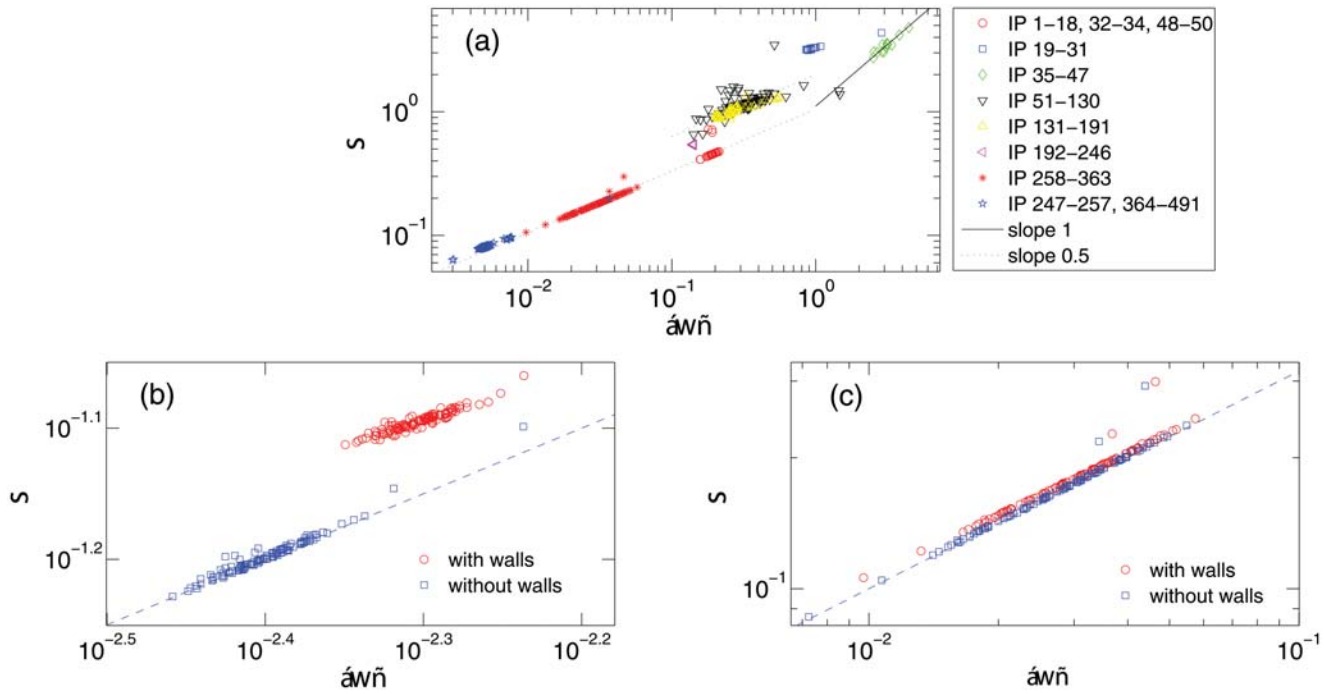 (a)
S
10⁰
10⁻¹
10⁻²
10⁻¹
10⁰
áwñ
IP 1−18, 32−34, 48−50
IP 19−31
IP 35−47
IP 51−130
IP 131−191
IP 192−246
IP 258−363
IP 247−257, 364−491
slope 1
slope 0.5
(b)
S
10⁻¹·¹
10⁻¹·²
with walls
without walls
10⁻²·⁵
10⁻²·⁴
10⁻²·³
10⁻²·²
áwñ
(c)
S
10⁻¹
with walls
without walls
10⁻²
10⁻¹
áwñ